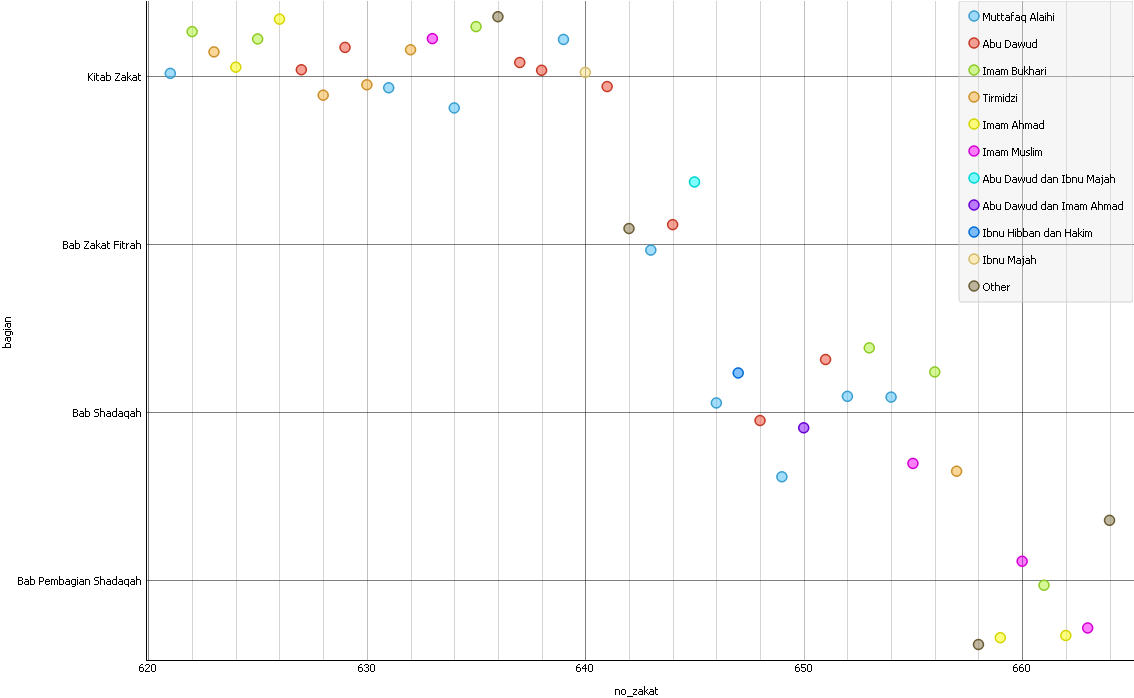 Muttafaq Alaihi
Abu Dawud
Imam Bukhari
Tirmidzi
Imam Ahmad
Imam Muslim
Abu Dawud dan Ibnu Majah
Abu Dawud dan Imam Ahmad
Ibnu Hibban dan Hakim
Ibnu Majah
Other
Kitab Zakat
Bab Zakat Fitrah
Bab Shadaqah
Bab Pembagian Shadaqah
bagian
620 630 640 650 660
no_zakat